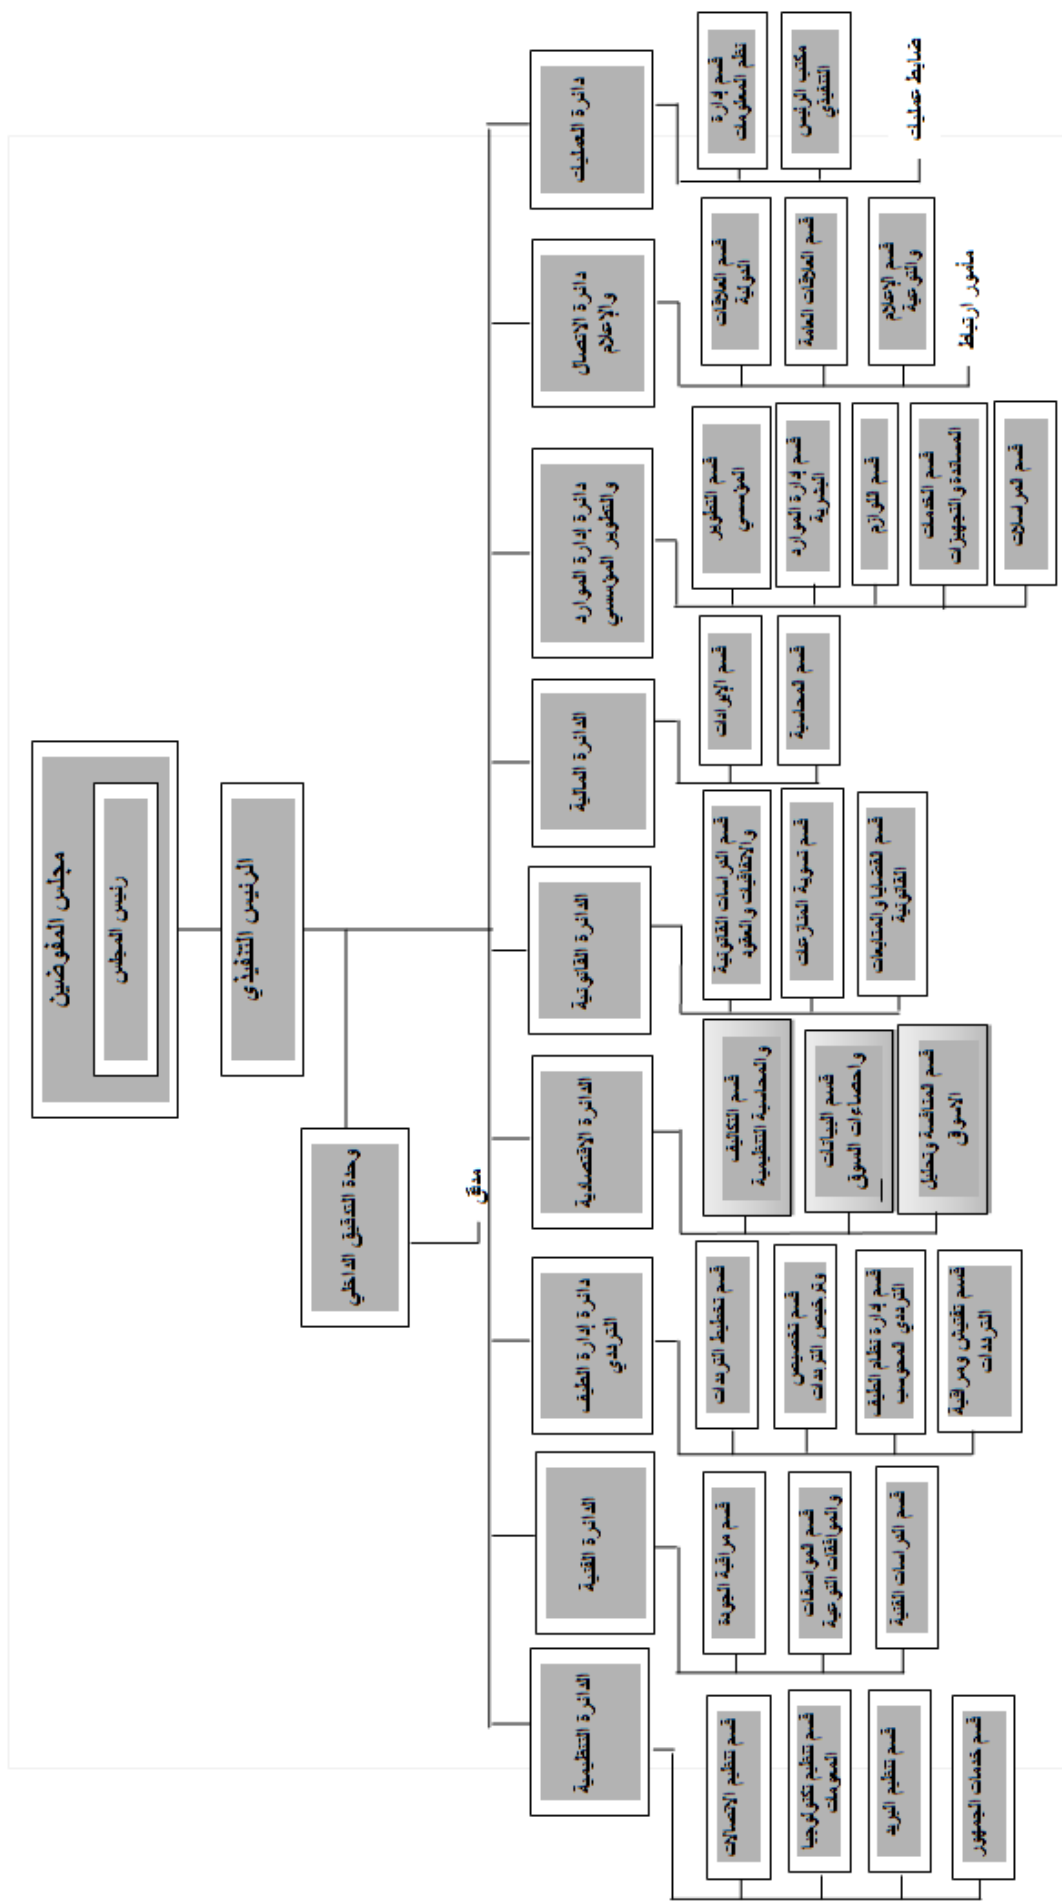 مجلس المفوضين
رئيس المجلس
الرئيس التنفيذي
وحدة التدقيق الداخلي
مدقق
دائرة العمليات
قسم إدارة
نظم المعلومات
مكتب الرئيس
التنفيذي
ضابط عمليات
دائرة الاتصال
والإعلام
قسم العلاقات
الدولية
قسم العلاقات العامة
قسم الإعلام
والتوعية
مأمور ارتباط
دائرة إدارة الموارد
والتطوير المؤسسي
قسم التطوير
المؤسسي
قسم إدارة الموارد
البشرية
قسم اللوازم
قسم الخدمات
المساندة والتجهيزات
قسم المراسلات
الدائرة المالية
قسم الإيرادات
قسم المحاسبة
الدائرة القانونية
قسم الدراسات القانونية
والاتفاقيات والعقود
قسم تسوية المنازعات
قسم القضايا والمتابعات
القانونية
الدائرة الاقتصادية
قسم التكاليف
والمحاسبة التنظيمية
قسم البيانات
واحصاءات السوق
قسم المنافسة وتحليل
الاسواق
دائرة إدارة الطيف
الترددي
قسم تخطيط الترددات
قسم تخصيص
وترخيص الترددات
قسم إدارة نظام الطيف
الترددي المحوسب
قسم تفتيش ومراقبة
الترددات
الدائرة الفنية
قسم مراقبة الجودة
قسم المواصفات
والموافقات النوعية
قسم الدراسات الفنية
الدائرة التنظيمية
قسم تنظيم الاتصالات
قسم تنظيم تكنولوجيا
المعلومات
قسم تنظيم البريد
قسم خدمات الجمهور